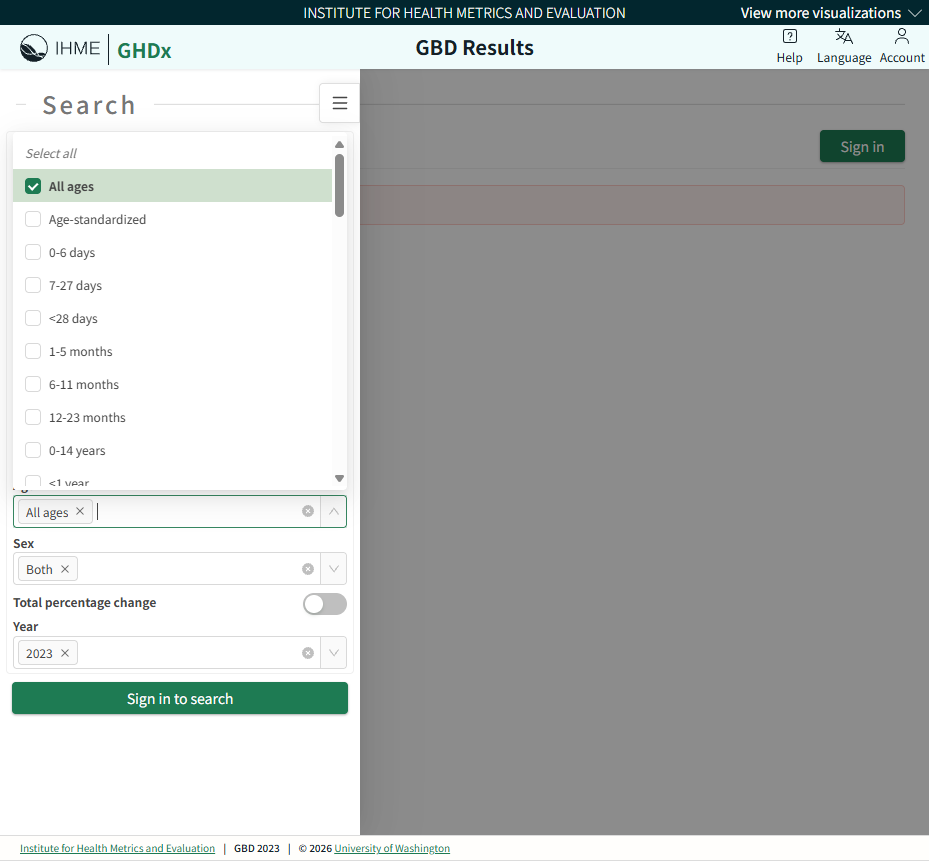 INSTITUTE FOR HEALTH METRICS AND EVALUATION
View more visualizations
IHME
GHDx
GBD Results
Help
Language
Account
Search
Sign in
Select all
All ages
Age-standardized
0-6 days
7-27 days
<28 days
1-5 months
6-11 months
12-23 months
0-14 years
<1 year
All ages
Sex
Both
Total percentage change
Year
2023
Sign in to search
Institute for Health Metrics and Evaluation | GBD 2023 | © 2026 University of Washington